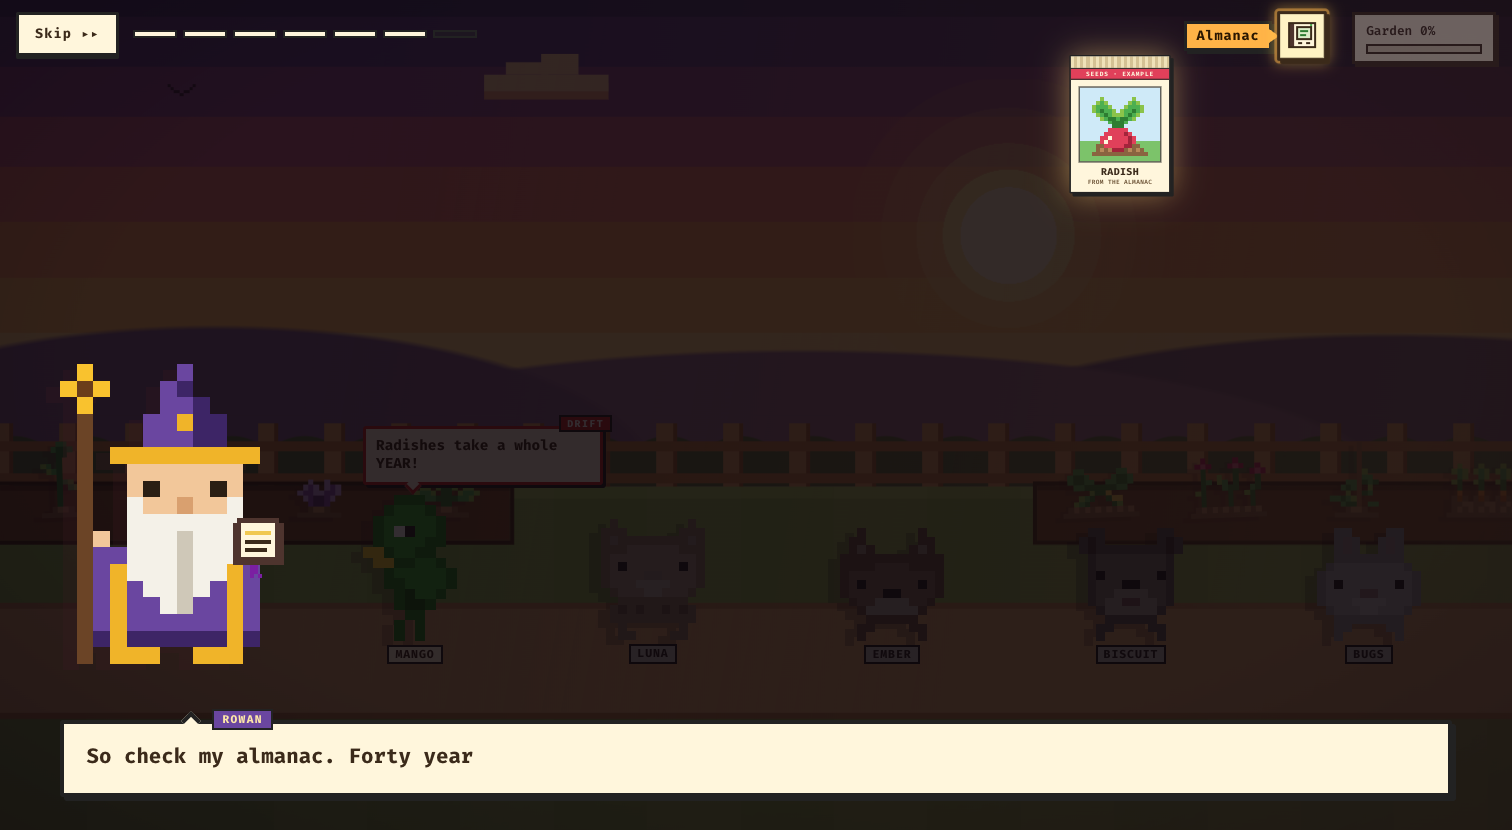 Skip ▸▸
Almanac
Garden 0%
SEEDS · EXAMPLE
RADISH
FROM THE ALMANAC
DRIFT
Radishes take a whole
YEAR!
MANGO
LUNA
EMBER
BISCUIT
BUGS
ROWAN
So check my almanac. Forty year